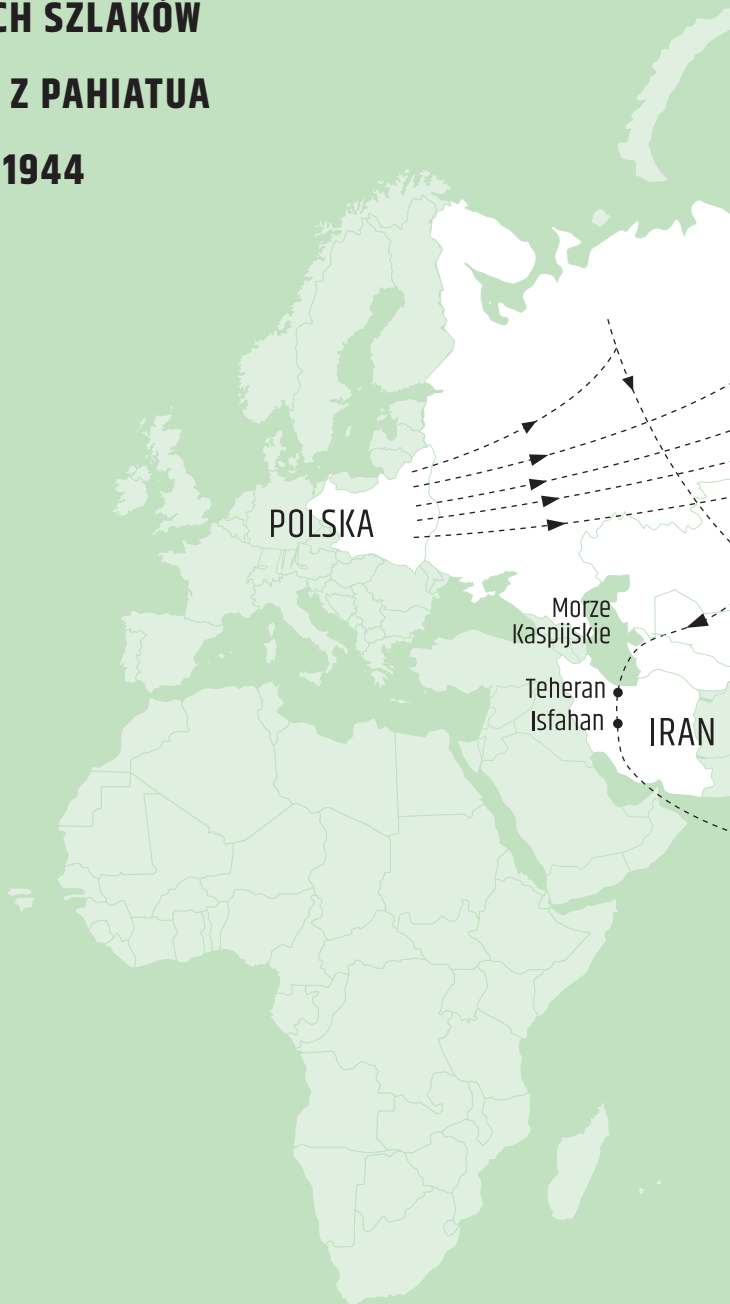 CH SZLAKÓW
Z PAHIATUA
1944
POLSKA
Morze
Kaspijskie
Teheran
Isfahan
IRAN